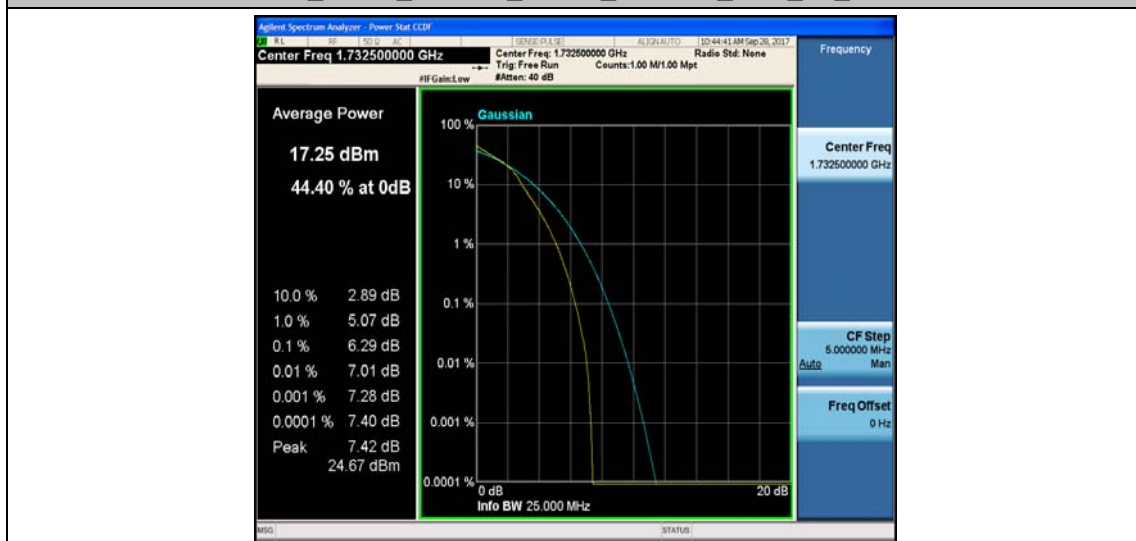 Agilent Spectrum Analyzer - Power Stat CCDF
RL RF 50 Ω AC SENSE:PULSE ALIGN AUTO 10:44:41 AM Sep 28, 2017
Center Freq 1.732500000 GHz
Center Freq: 1.732500000 GHz Radio Std: None
Trig: Free Run Counts:1.00 M/1.00 Mpt
#IFGain:Low #Atten: 40 dB
Frequency
Average Power
17.25 dBm
44.40 % at 0dB
10.0 % 2.89 dB
1.0 % 5.07 dB
0.1 % 6.29 dB
0.01 % 7.01 dB
0.001 % 7.28 dB
0.0001 % 7.40 dB
Peak 7.42 dB
24.67 dBm
Gaussian
100 %
10 %
1 %
0.1 %
0.01 %
0.001 %
0.0001 %
0 dB 20 dB
Info BW 25.000 MHz
Center Freq
1.732500000 GHz
CF Step
5.000000 MHz
Auto Man
Freq Offset
0 Hz
MSG STATUS